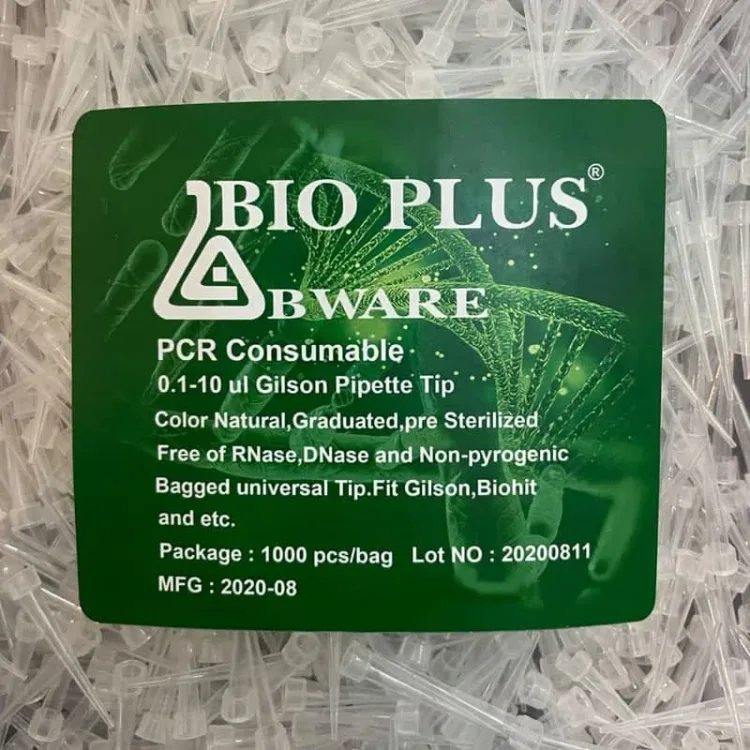 BIO PLUS®
LABWARE
PCR Consumable
0.1-10 ul Gilson Pipette Tip
Color Natural,Graduated,pre Sterilized
Free of RNase,DNase and Non-pyrogenic
Bagged universal Tip.Fit Gilson,Biohit
and etc.
Package : 1000 pcs/bag Lot NO : 20200811
MFG : 2020-08